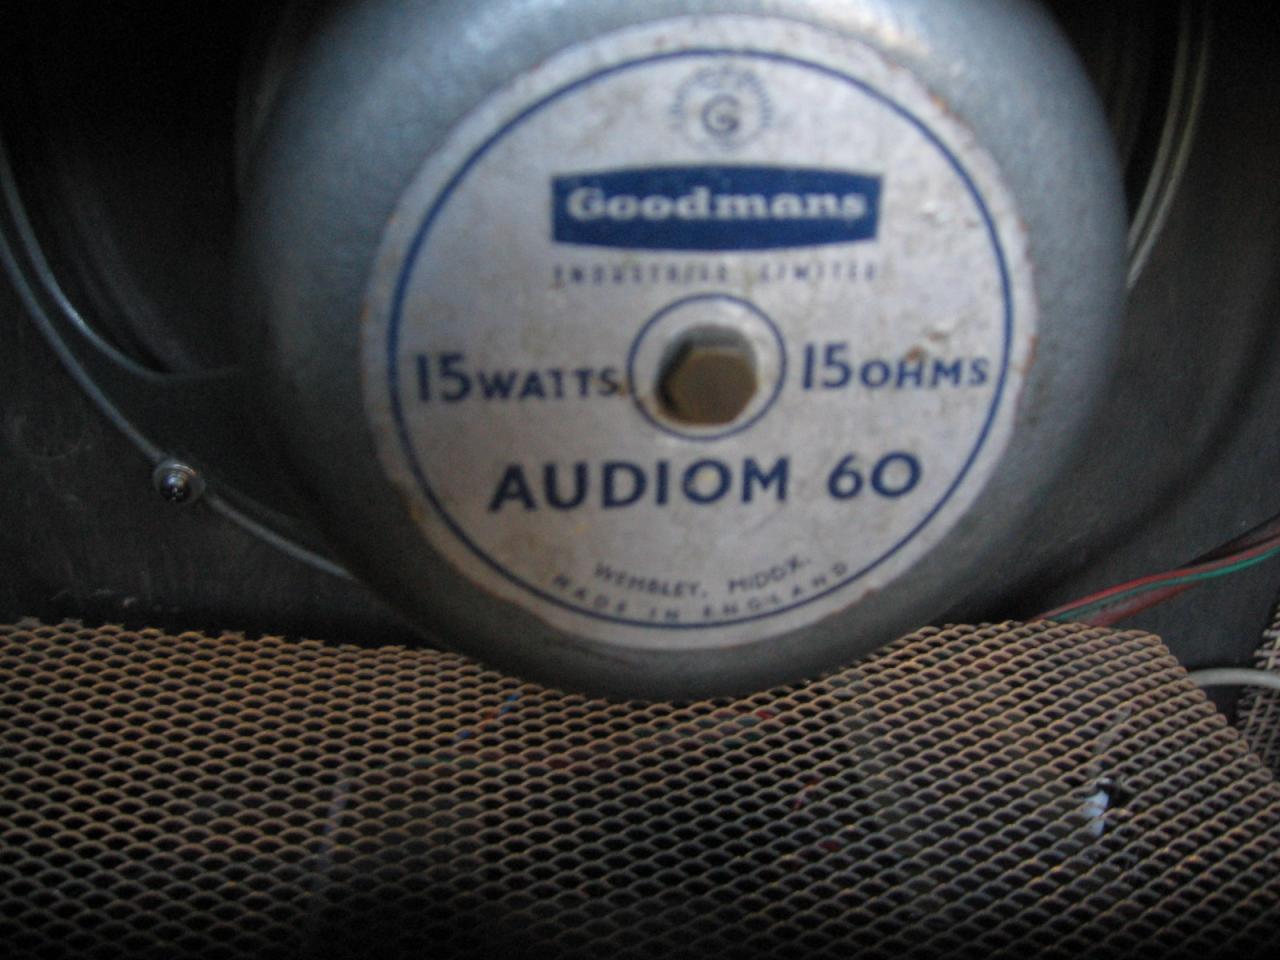 G
Goodmans
INDUSTRIES LIMITED
15 WATTS
15 OHMS
AUDIOM 60
WEMBLEY, MIDDX.
MADE IN ENGLAND